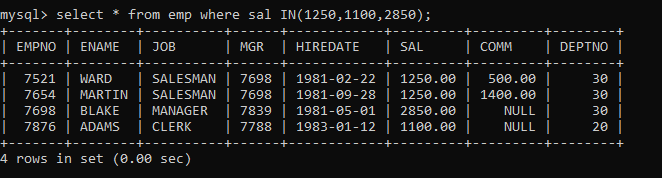 mysql> select * from emp where sal IN(1250,1100,2850);
+-------+--------+----------+------+------------+---------+---------+--------+
| EMPNO | ENAME  | JOB      | MGR  | HIREDATE   | SAL     | COMM    | DEPTNO |
+-------+--------+----------+------+------------+---------+---------+--------+
|  7521 | WARD   | SALESMAN | 7698 | 1981-02-22 | 1250.00 |  500.00 |     30 |
|  7654 | MARTIN | SALESMAN | 7698 | 1981-09-28 | 1250.00 | 1400.00 |     30 |
|  7698 | BLAKE  | MANAGER  | 7839 | 1981-05-01 | 2850.00 |    NULL |     30 |
|  7876 | ADAMS  | CLERK    | 7788 | 1983-01-12 | 1100.00 |    NULL |     20 |
+-------+--------+----------+------+------------+---------+---------+--------+
4 rows in set (0.00 sec)